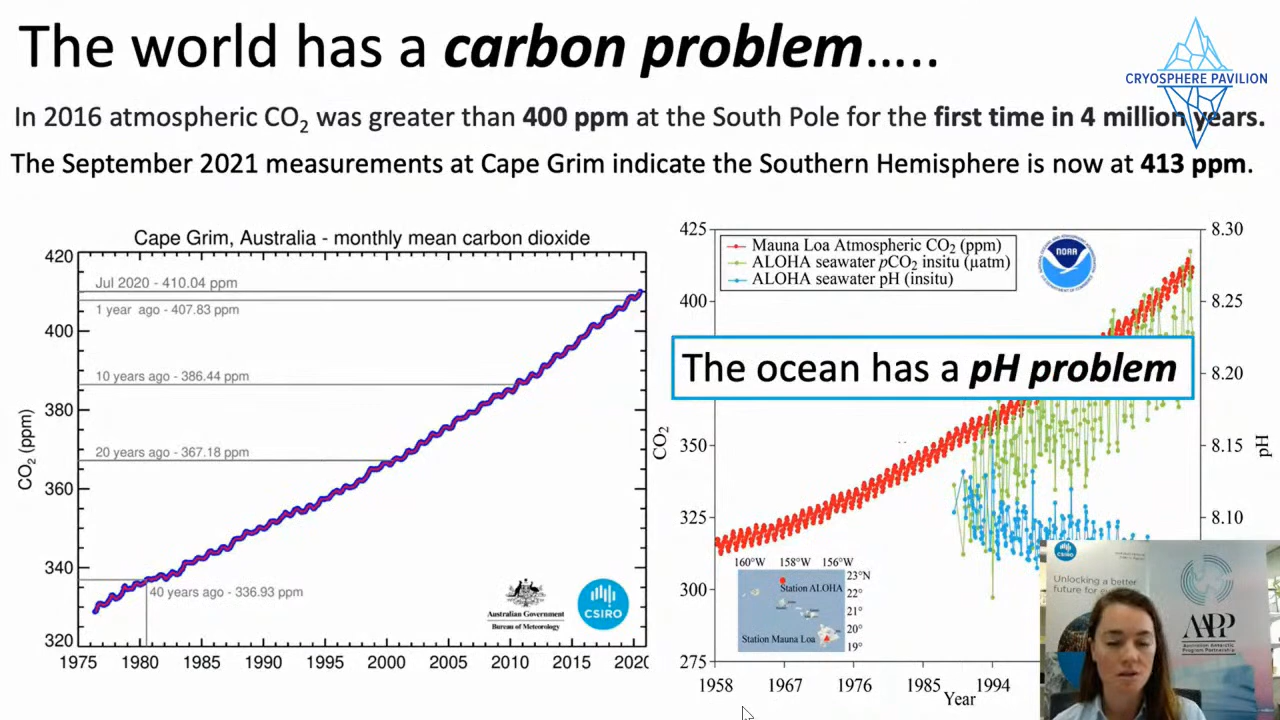 The world has a carbon problem.....
CRYOSPHERE PAVILION
In 2016 atmospheric CO₂ was greater than 400 ppm at the South Pole for the first time in 4 million years.
The September 2021 measurements at Cape Grim indicate the Southern Hemisphere is now at 413 ppm.
Cape Grim, Australia - monthly mean carbon dioxide
420
400
380
360
340
320
CO₂ (ppm)
Jul 2020 - 410.04 ppm
1 year ago - 407.83 ppm
10 years ago - 386.44 ppm
20 years ago - 367.18 ppm
40 years ago - 336.93 ppm
Australian Government
Bureau of Meteorology
CSIRO
1975 1980 1985 1990 1995 2000 2005 2010 2015 2020
425
400
350
325
300
275
CO₂
Mauna Loa Atmospheric CO₂ (ppm)
ALOHA seawater pCO₂ insitu (µatm)
ALOHA seawater pH (insitu)
NOAA
8.30
8.25
8.20
8.15
8.10
pH
The ocean has a pH problem
160°W 158°W 156°W
23°N
22°
21°
20°
19°
Station ALOHA
Station Mauna Loa
1958 1967 1976 1985 1994
Year
CSIRO
Unlocking a better
future for
AAPP
Australian Antarctic
Program Partnership